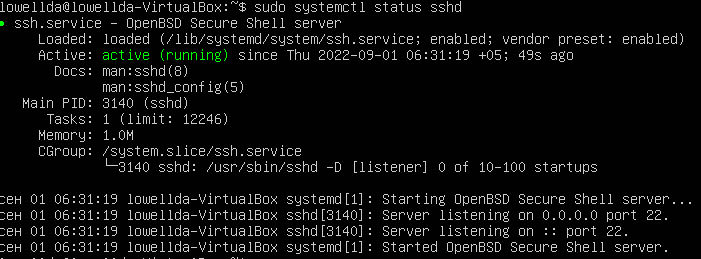 lowellda@lowellda-VirtualBox:~$ sudo systemctl status sshd
● ssh.service - OpenBSD Secure Shell server
Loaded: loaded (/lib/systemd/system/ssh.service; enabled; vendor preset: enabled)
Active: active (running) since Thu 2022-09-01 06:31:19 +05; 49s ago
Docs: man:sshd(8)
man:sshd_config(5)
Main PID: 3140 (sshd)
Tasks: 1 (limit: 12246)
Memory: 1.0M
CGroup: /system.slice/ssh.service
└─3140 sshd: /usr/sbin/sshd -D [listener] 0 of 10-100 startups
сен 01 06:31:19 lowellda-VirtualBox systemd[1]: Starting OpenBSD Secure Shell server...
сен 01 06:31:19 lowellda-VirtualBox sshd[3140]: Server listening on 0.0.0.0 port 22.
сен 01 06:31:19 lowellda-VirtualBox sshd[3140]: Server listening on :: port 22.
сен 01 06:31:19 lowellda-VirtualBox systemd[1]: Started OpenBSD Secure Shell server.